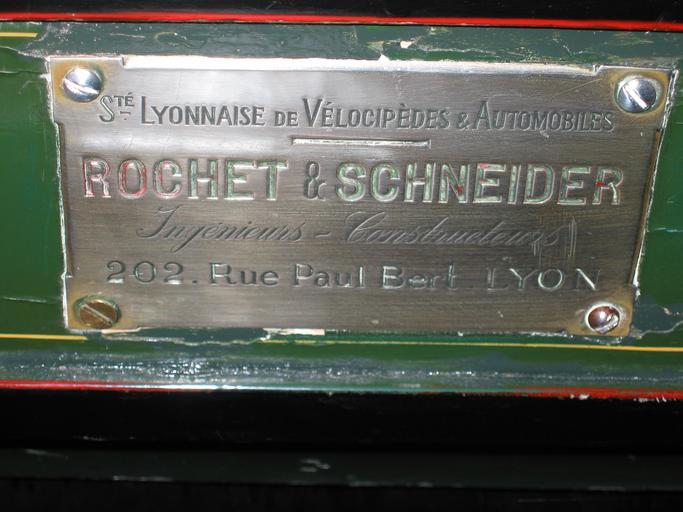 Sté Lyonnaise de Vélocipèdes & Automobiles
ROCHET & SCHNEIDER
Ingénieurs - Constructeurs
202. Rue Paul Bert. LYON